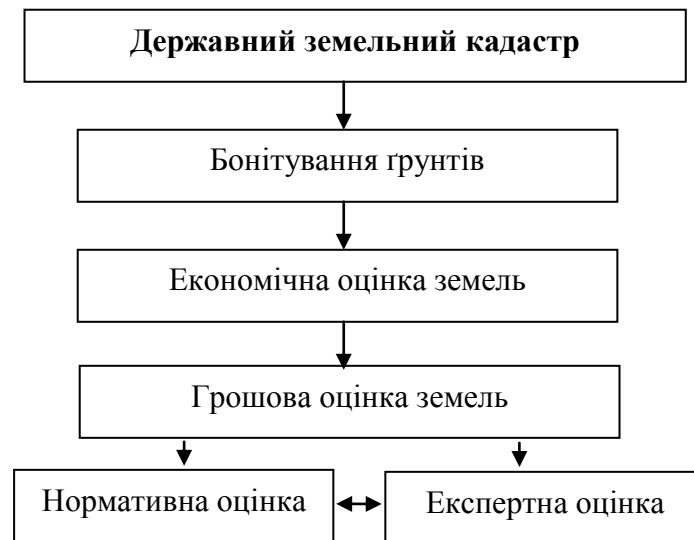 Державний земельний кадастр
Бонітування ґрунтів
Економічна оцінка земель
Грошова оцінка земель
Нормативна оцінка
Експертна оцінка